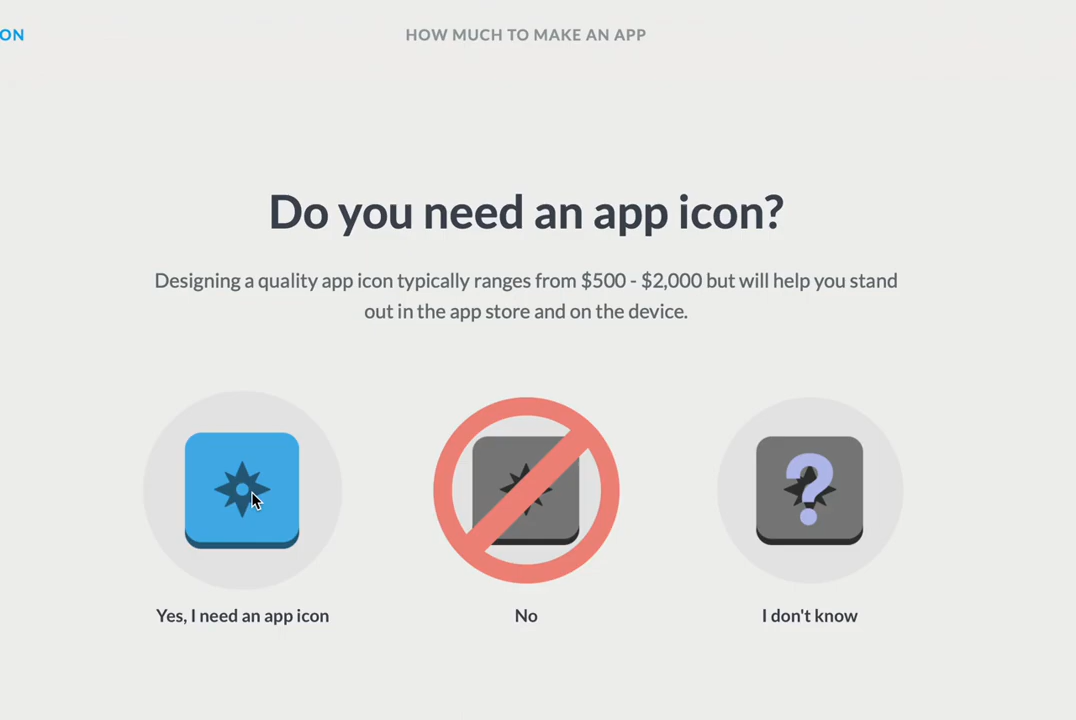 ON
HOW MUCH TO MAKE AN APP
Do you need an app icon?
Designing a quality app icon typically ranges from $500 - $2,000 but will help you stand
out in the app store and on the device.
?
Yes, I need an app icon
No
I don't know